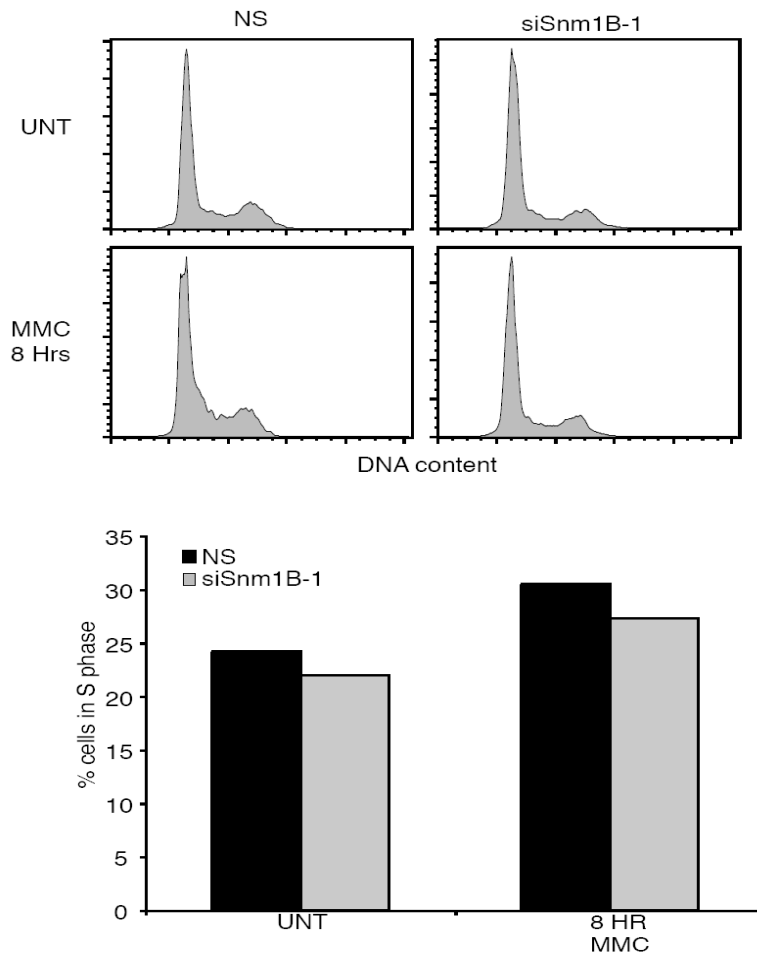 NS
siSnm1B-1
UNT
MMC
8 Hrs
DNA content
35
30
25
20
15
10
5
0
% cells in S phase
NS
siSnm1B-1
UNT
8 HR
MMC